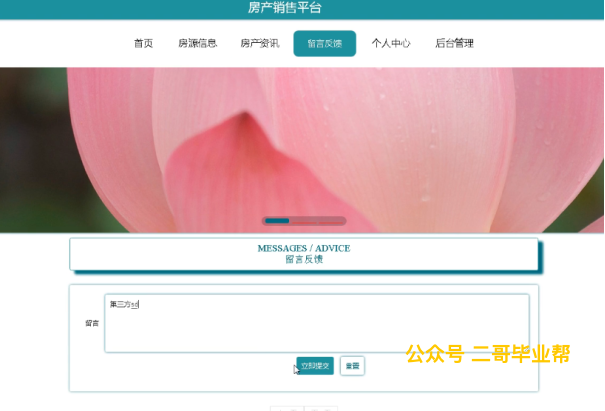 房产销售平台
首页 房源信息 房产资讯 留言反馈 个人中心 后台管理
MESSAGES / ADVICE
留言反馈
第三方sd
留言
公众号 二哥毕业帮
立即提交 重置